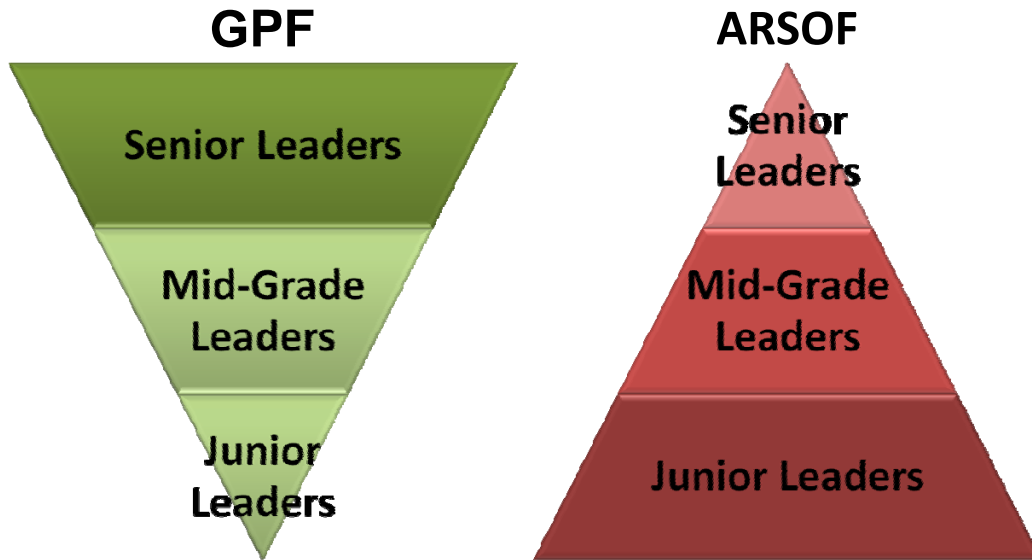 GPF
Senior Leaders
Mid-Grade
Leaders
Junior
Leaders
ARSOF
Senior
Leaders
Mid-Grade
Leaders
Junior Leaders